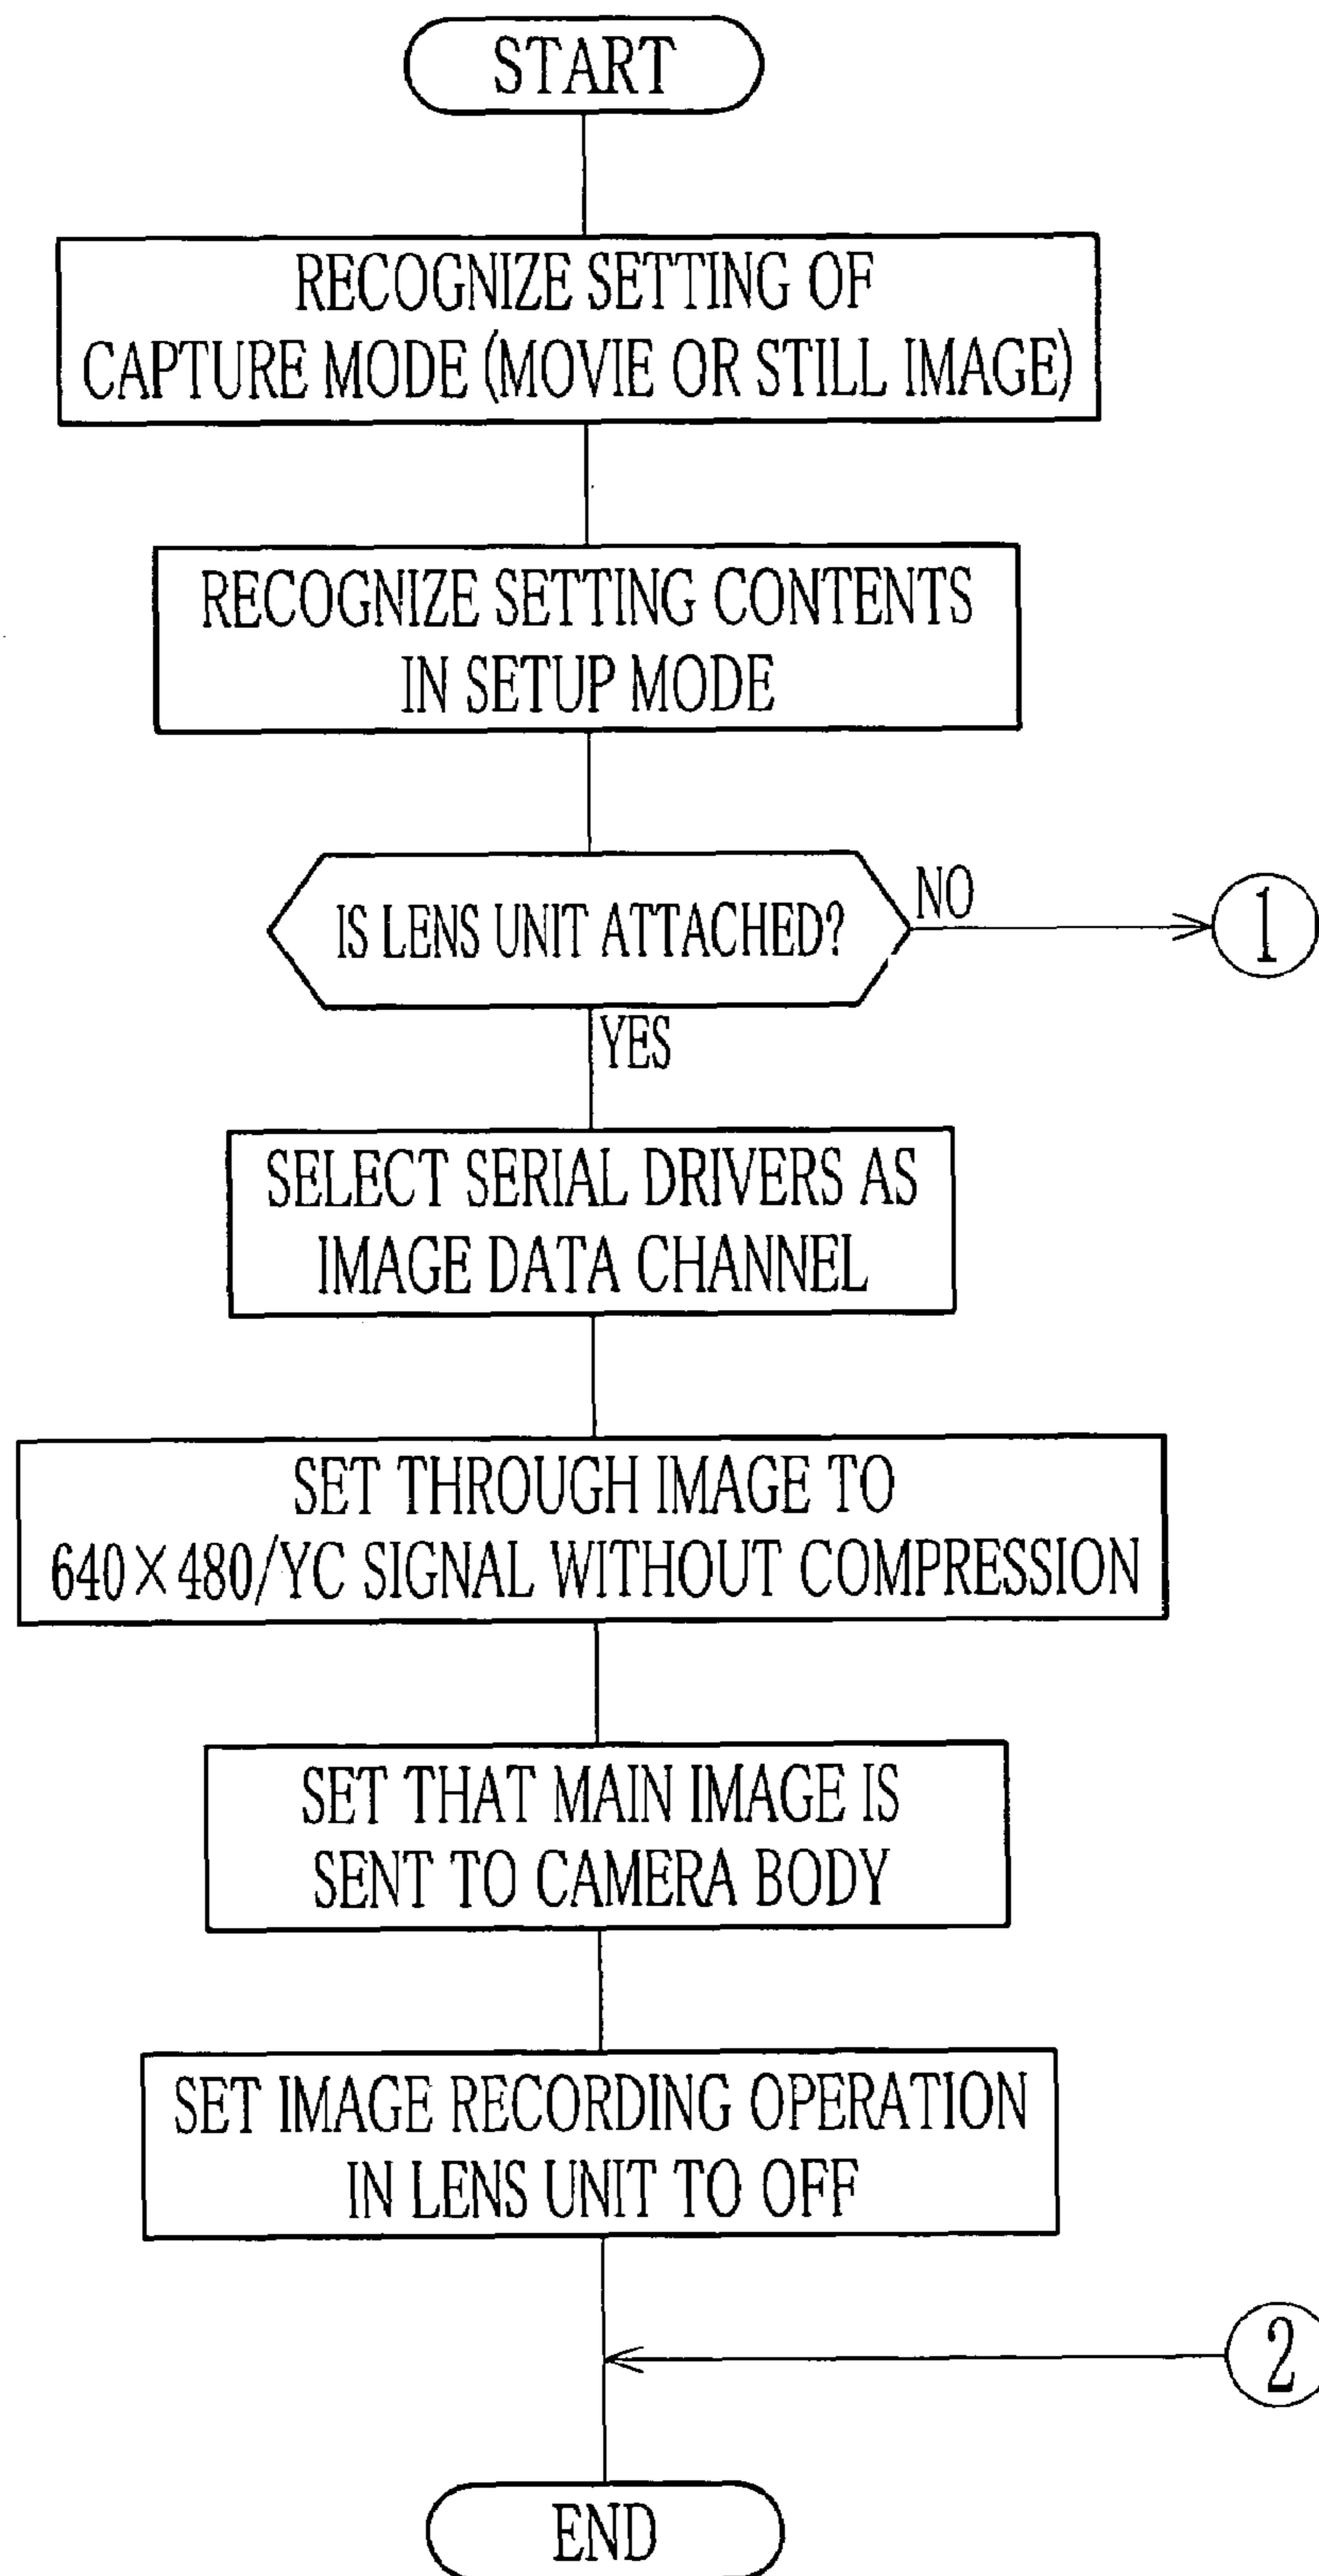 START
RECOGNIZE SETTING OF
CAPTURE MODE (MOVIE OR STILL IMAGE)
RECOGNIZE SETTING CONTENTS
IN SETUP MODE
IS LENS UNIT ATTACHED?
NO
1
YES
SELECT SERIAL DRIVERS AS
IMAGE DATA CHANNEL
SET THROUGH IMAGE TO
640×480/YC SIGNAL WITHOUT COMPRESSION
SET THAT MAIN IMAGE IS
SENT TO CAMERA BODY
SET IMAGE RECORDING OPERATION
IN LENS UNIT TO OFF
2
END